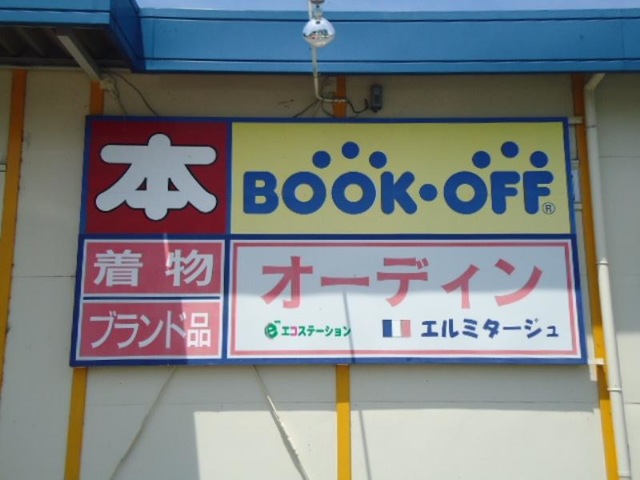 本
BOOK・OFF®
着物
ブランド品
オーディン
エコステーション
エルミタージュ